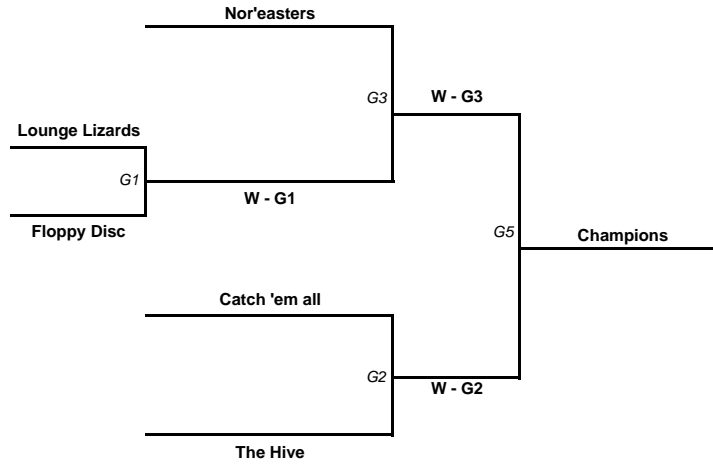 Nor'easters
G3
W - G3
Lounge Lizards
G1
W - G1
Floppy Disc
G5
Champions
Catch 'em all
G2
W - G2
The Hive